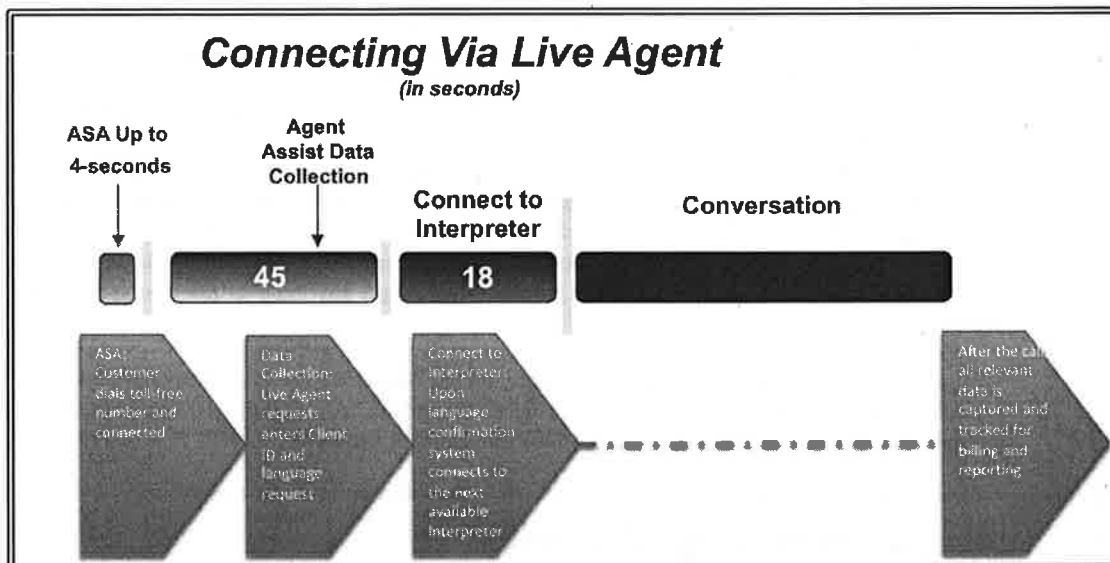 Connecting Via Live Agent
(in seconds)
ASA Up to
4-seconds
Agent
Assist Data
Collection
Connect to
Interpreter
Conversation
45
18
ASA:
Customer
dials toll-free
number and
connected
Data
Collection:
Live Agent
requests
enters Client
ID and
language
request
Connect to
Interpreter:
Upon
language
confirmation
system
connects to
the next
available
Interpreter
After the call
all relevant
data is
captured and
tracked for
billing and
reporting